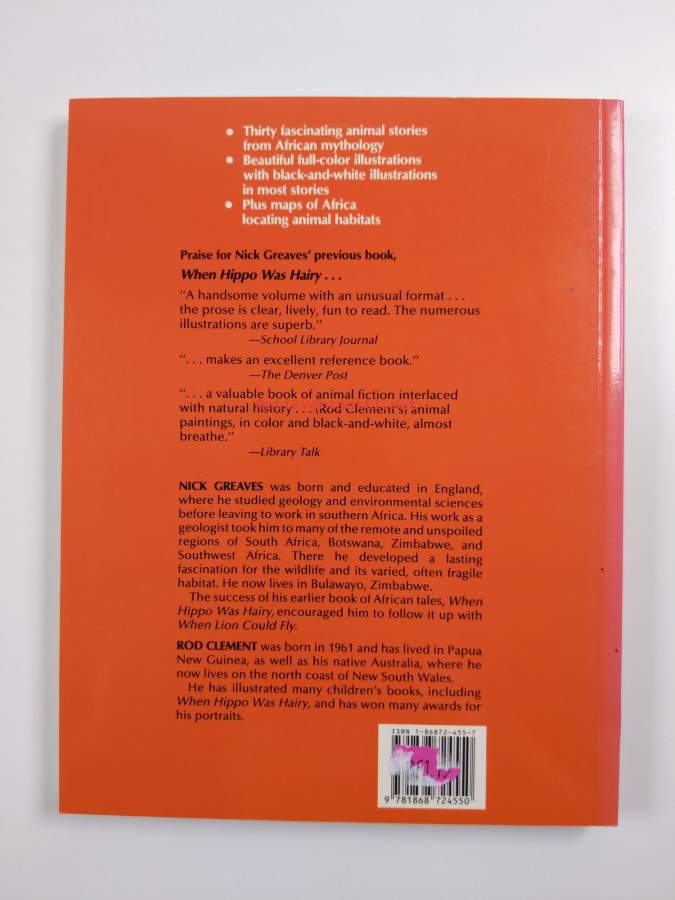 • Thirty fascinating animal stories
from African mythology
• Beautiful full-color illustrations
with black-and-white illustrations
in most stories
• Plus maps of Africa
locating animal habitats
Praise for Nick Greaves' previous book,
When Hippo Was Hairy . . .
"A handsome volume with an unusual format . . .
the prose is clear, lively, fun to read. The numerous
illustrations are superb."
—School Library Journal
". . . makes an excellent reference book."
—The Denver Post
". . . a valuable book of animal fiction interlaced
with natural history . . . (Rod Clement's) animal
paintings, in color and black-and-white, almost
breathe."
—Library Talk
NICK GREAVES was born and educated in England,
where he studied geology and environmental sciences
before leaving to work in southern Africa. His work as a
geologist took him to many of the remote and unspoiled
regions of South Africa, Botswana, Zimbabwe, and
Southwest Africa. There he developed a lasting
fascination for the wildlife and its varied, often fragile
habitat. He now lives in Bulawayo, Zimbabwe.
The success of his earlier book of African tales, When
Hippo Was Hairy, encouraged him to follow it up with
When Lion Could Fly.
ROD CLEMENT was born in 1961 and has lived in Papua
New Guinea, as well as his native Australia, where he
now lives on the north coast of New South Wales.
He has illustrated many children's books, including
When Hippo Was Hairy, and has won many awards for
his portraits.
ISBN 1-86872-455-7
9 781868 724550